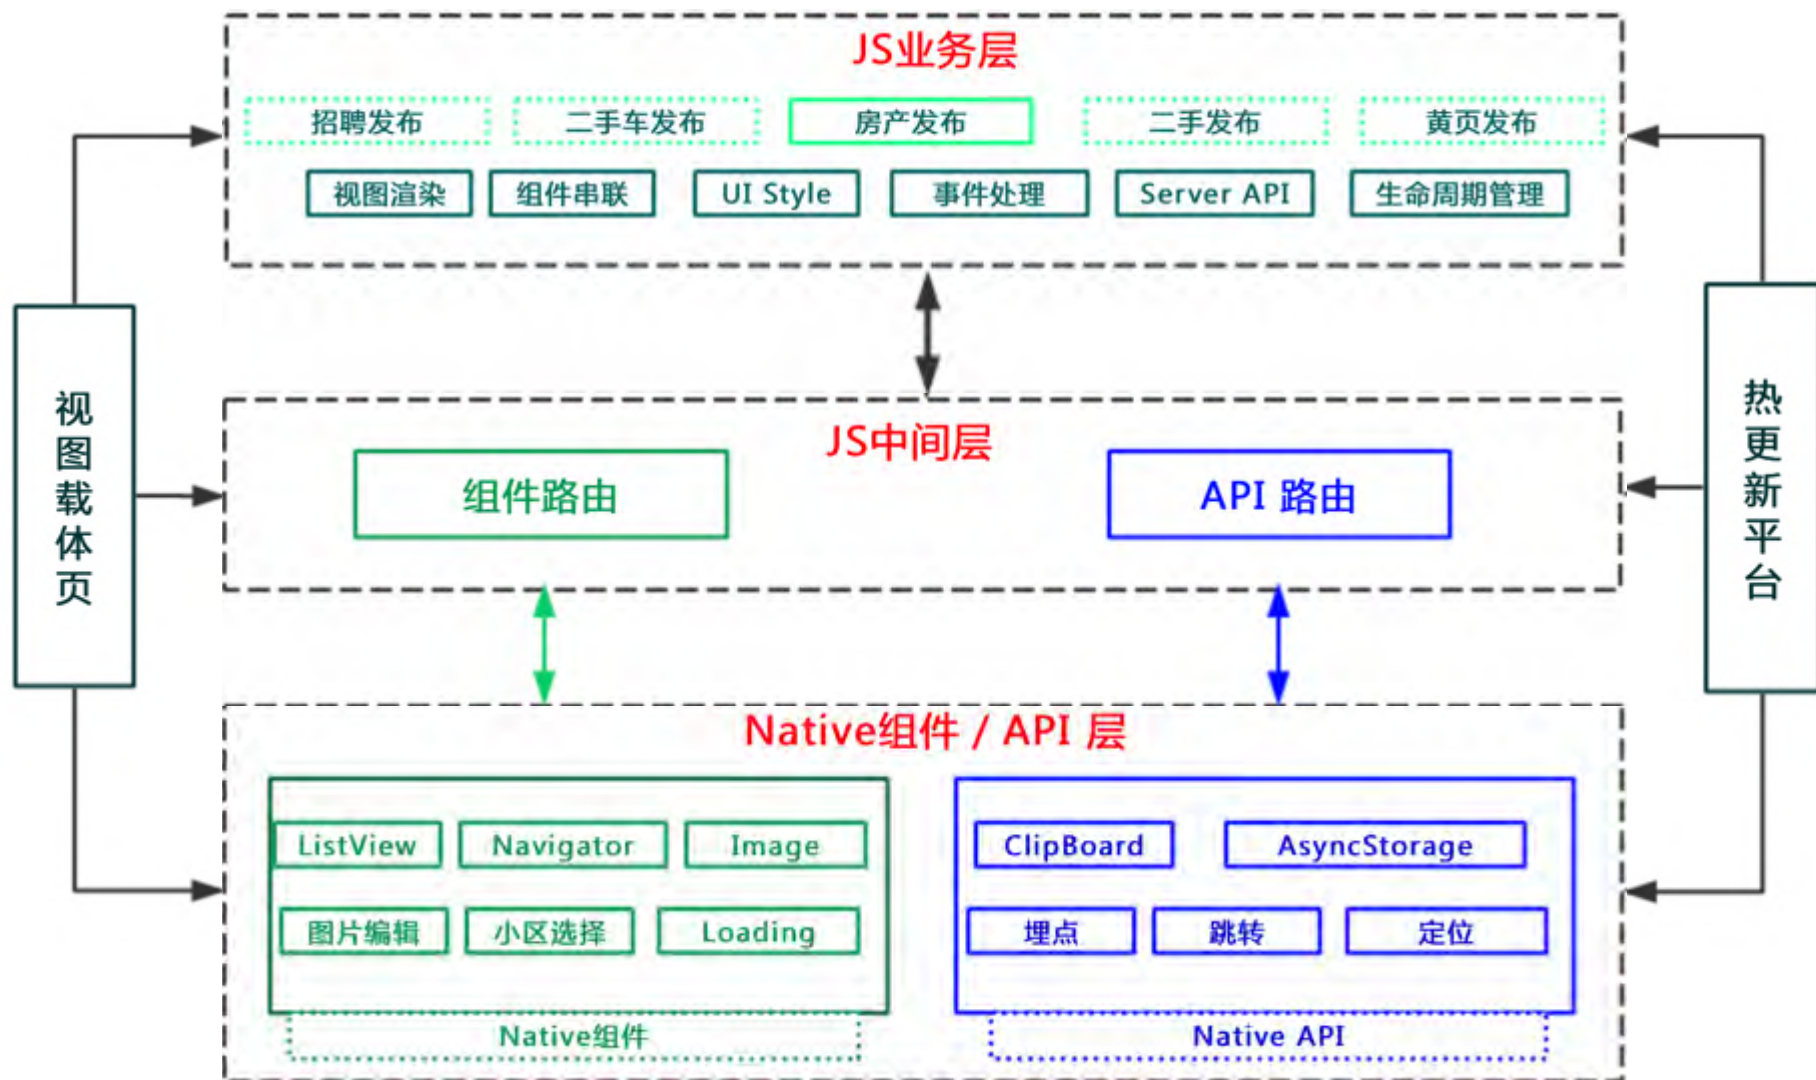 JS业务层
招聘发布
二手车发布
房产发布
二手发布
黄页发布
视图渲染
组件串联
UI Style
事件处理
Server API
生命周期管理
视图载体页
热更新平台
JS中间层
组件路由
API 路由
Native组件 / API 层
ListView
Navigator
Image
ClipBoard
AsyncStorage
图片编辑
小区选择
Loading
埋点
跳转
定位
Native组件
Native API